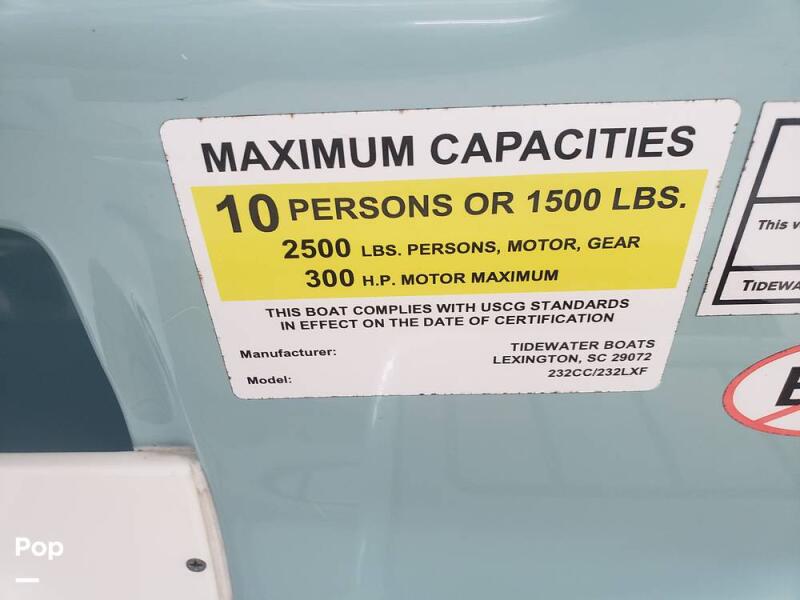 MAXIMUM CAPACITIES
10 PERSONS OR 1500 LBS.
2500 LBS. PERSONS, MOTOR, GEAR
300 H.P. MOTOR MAXIMUM
THIS BOAT COMPLIES WITH USCG STANDARDS
IN EFFECT ON THE DATE OF CERTIFICATION
Manufacturer: TIDEWATER BOATS
LEXINGTON, SC 29072
Model: 232CC/232LXF
This v
TIDEWA
Pop